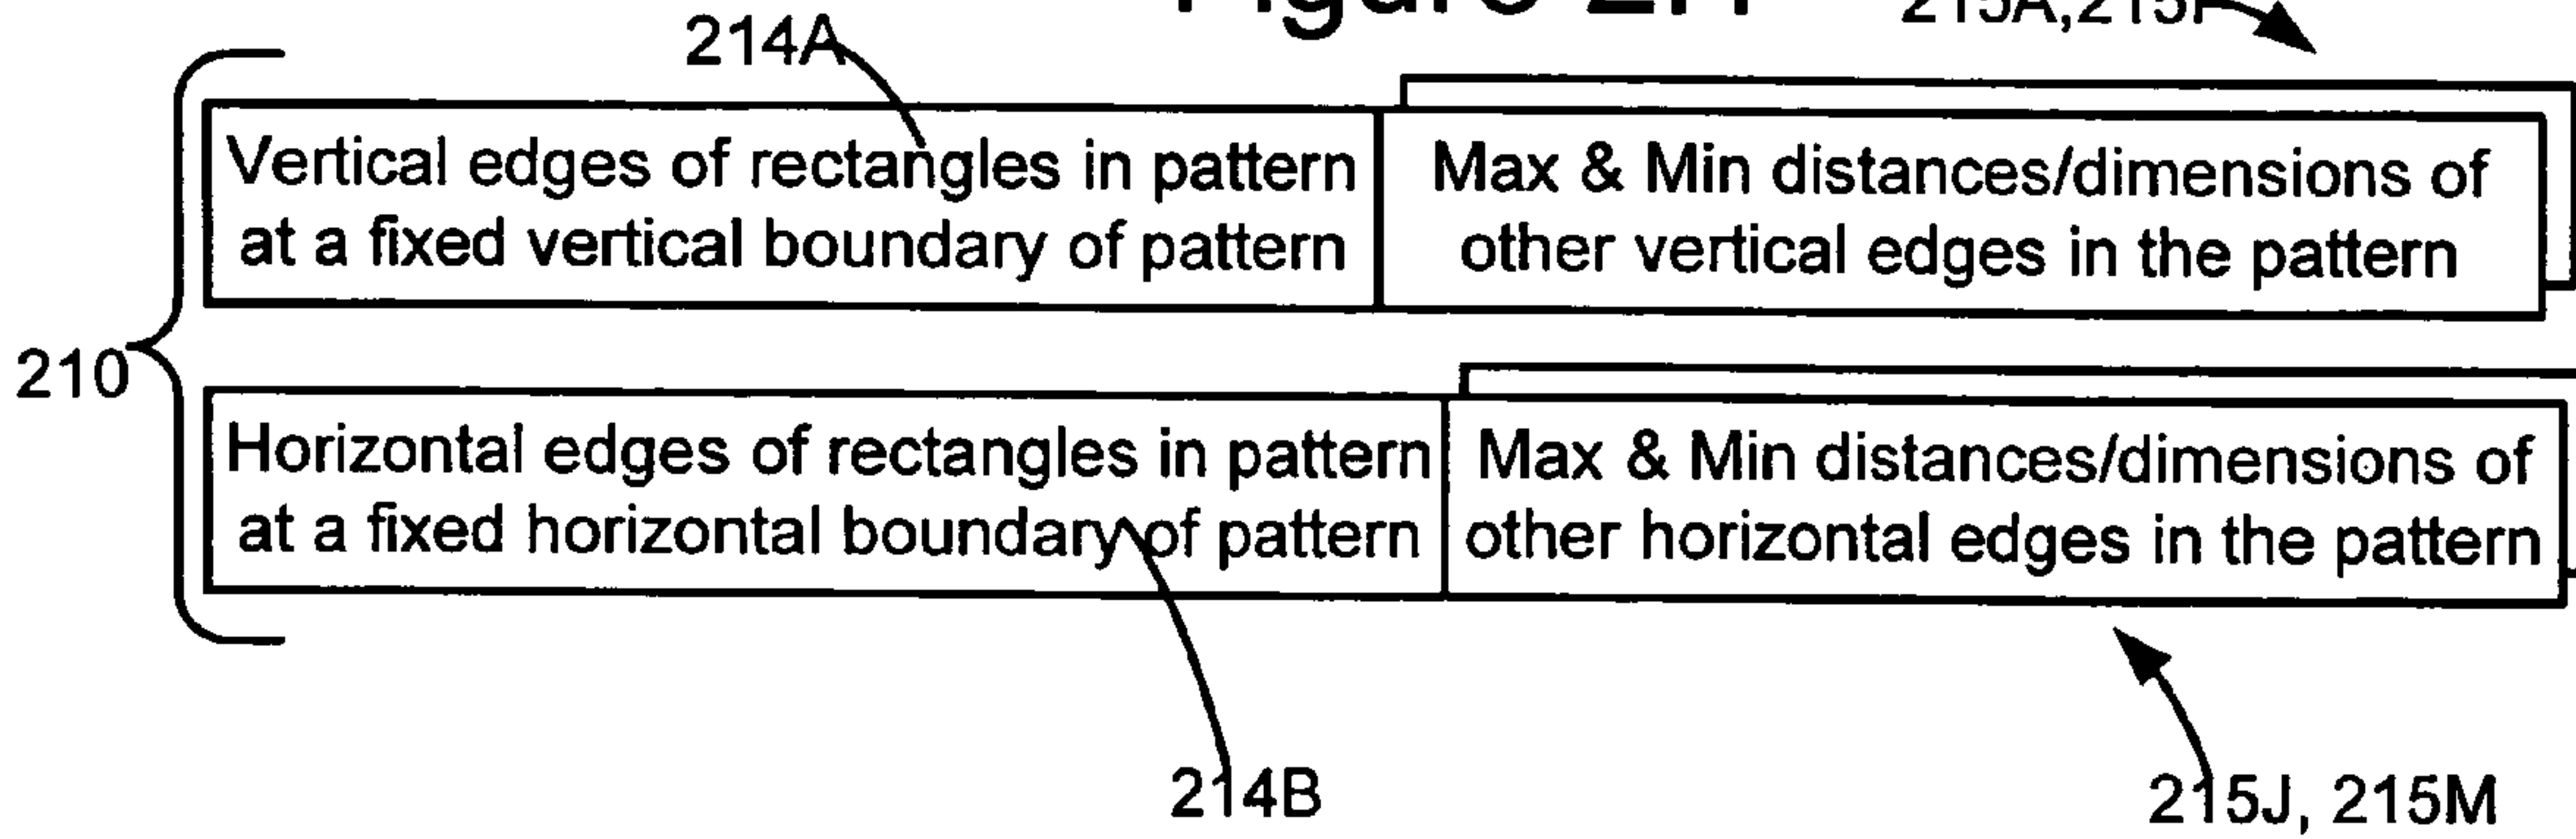 Figure
214A
Vertical edges of rectangles in pattern
at a fixed vertical boundary of pattern
Max & Min distances/dimensions of
other vertical edges in the pattern
210
Horizontal edges of rectangles in pattern
at a fixed horizontal boundary of pattern
Max & Min distances/dimensions of
other horizontal edges in the pattern
214B
215J, 215M